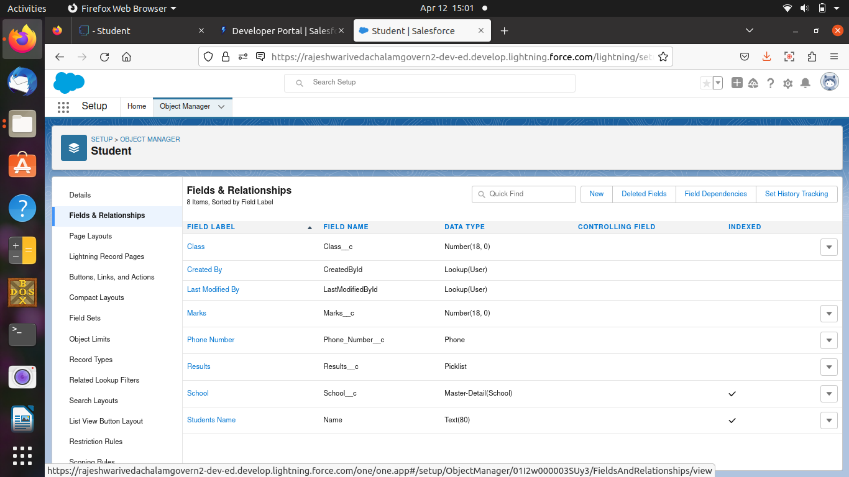 Activities Firefox Web Browser Apr 12 15:01
- Student Developer Portal | Salesf Student | Salesforce
https://rajeshwarivedachalamgovern2-dev-ed.develop.lightning.force.com/lightning/set
Search Setup
Setup Home Object Manager
SETUP > OBJECT MANAGER
Student
Details
Fields & Relationships
Page Layouts
Lightning Record Pages
Buttons, Links, and Actions
Compact Layouts
Field Sets
Object Limits
Record Types
Related Lookup Filters
Search Layouts
List View Button Layout
Restriction Rules
Scoping Rules
Fields & Relationships
8 Items, Sorted by Field Label
Quick Find New Deleted Fields Field Dependencies Set History Tracking
FIELD LABEL FIELD NAME DATA TYPE CONTROLLING FIELD INDEXED
Class Class__c Number(18, 0)
Created By CreatedById Lookup(User)
Last Modified By LastModifiedById Lookup(User)
Marks Marks__c Number(18, 0)
Phone Number Phone_Number__c Phone
Results Results__c Picklist
School School__c Master-Detail(School)
Students Name Name Text(80)
https://rajeshwarivedachalamgovern2-dev-ed.develop.lightning.force.com/one/one.app#/setup/ObjectManager/01I2w000003SUy3/FieldsAndRelationships/view